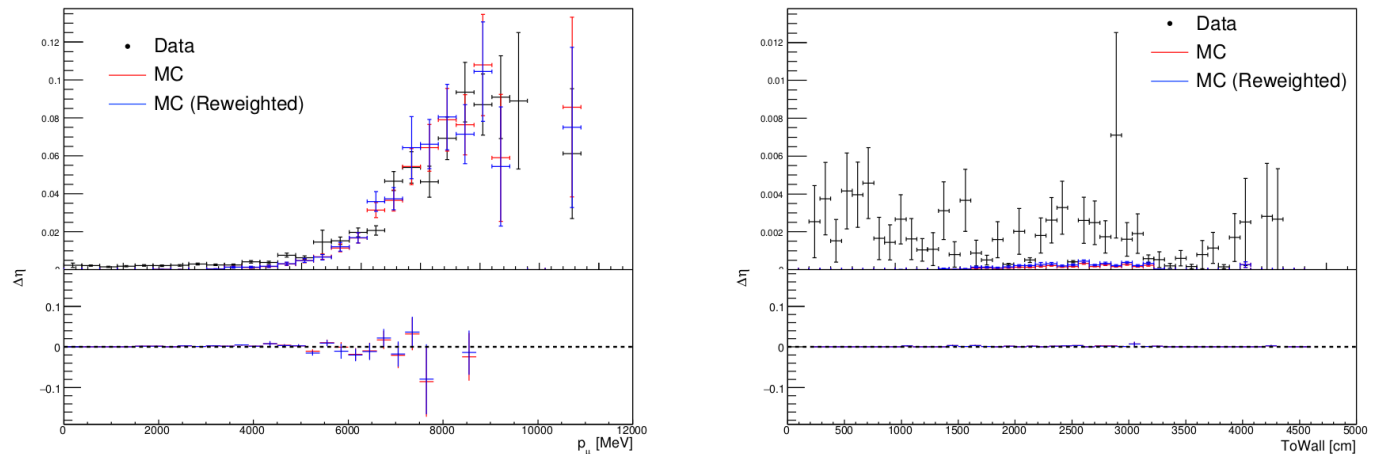 Data
MC
MC (Reweighted)
0.12
0.1
0.08
0.06
0.04
0.02
0
Δη
0.1
0
−0.1
0 2000 4000 6000 8000 10000 12000
p_μ [MeV]
Data
MC
MC (Reweighted)
0.012
0.01
0.008
0.006
0.004
0.002
0
Δη
0.1
0
−0.1
0 500 1000 1500 2000 2500 3000 3500 4000 4500 5000
ToWall [cm]